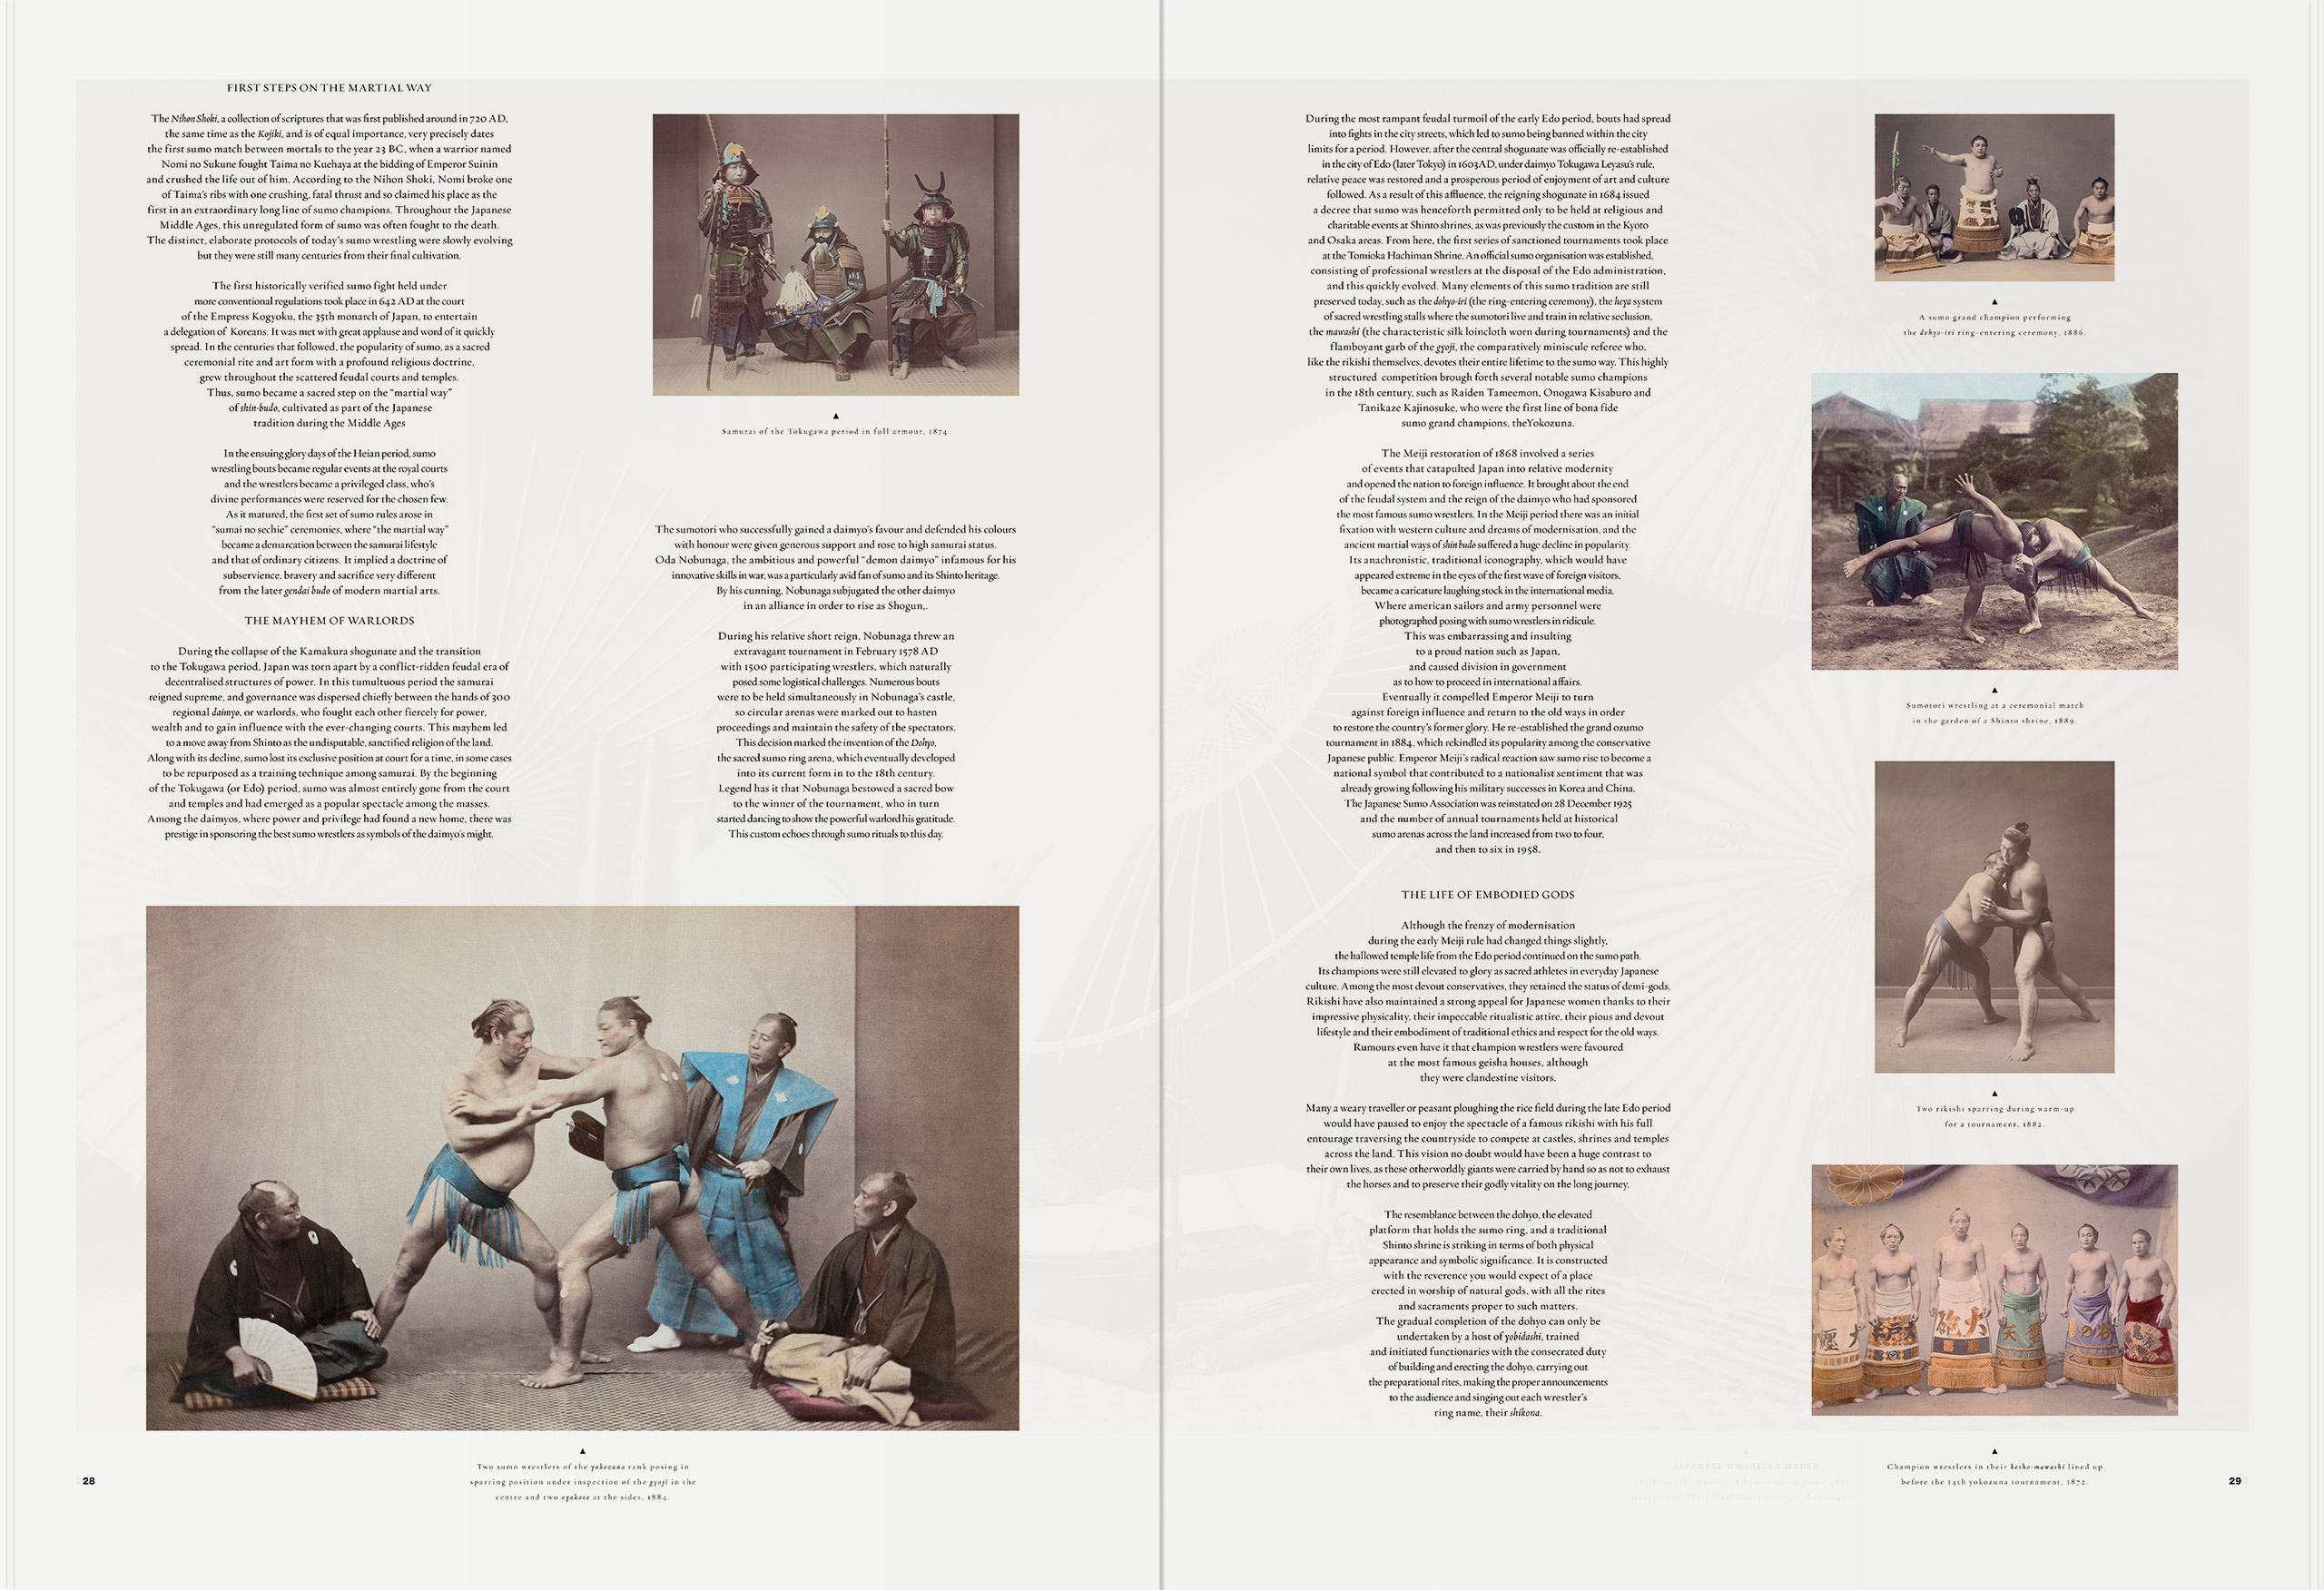 FIRST STEPS ON THE MARTIAL WAY
The Nihon Shoki, a collection of scriptures that was first published around in 720 AD,
the same time as the Kojiki, and is of equal importance, very precisely dates
the first sumo match between mortals to the year 23 BC, when a warrior named
Nomi no Sukune fought Taima no Kuehaya at the bidding of Emperor Suinin
and crushed the life out of him. According to the Nihon Shoki, Nomi broke one
of Taima's ribs with one crushing, fatal thrust and so claimed his place as the
first in an extraordinary long line of sumo champions. Throughout the Japanese
Middle Ages, this unregulated form of sumo was often fought to the death.
The distinct, elaborate protocols of today's sumo wrestling were slowly evolving
but they were still many centuries from their final cultivation.
The first historically verified sumo fight held under
more conventional regulations took place in 642 AD at the court
of the Empress Kogyoku, the 35th monarch of Japan, to entertain
a delegation of Koreans. It was met with great applause and word of it quickly
spread. In the centuries that followed, the popularity of sumo, as a sacred
ceremonial rite and art form with a profound religious doctrine,
grew throughout the scattered feudal courts and temples.
Thus, sumo became a sacred step on the “martial way”
of shin-budo, cultivated as part of the Japanese
tradition during the Middle Ages
In the ensuing glory days of the Heian period, sumo
wrestling bouts became regular events at the royal courts
and the wrestlers became a privileged class, who's
divine performances were reserved for the chosen few.
As it matured, the first set of sumo rules arose in
“sumai no sechie” ceremonies, where “the martial way”
became a demarcation between the samurai lifestyle
and that of ordinary citizens. It implied a doctrine of
subservience, bravery and sacrifice very different
from the later gendai budo of modern martial arts.
THE MAYHEM OF WARLORDS
During the collapse of the Kamakura shogunate and the transition
to the Tokugawa period, Japan was torn apart by a conflict-ridden feudal era of
decentralised structures of power. In this tumultuous period the samurai
reigned supreme, and governance was dispersed chiefly between the hands of 300
regional daimyo, or warlords, who fought each other fiercely for power,
wealth and to gain influence with the ever-changing courts. This mayhem led
to a move away from Shinto as the undisputable, sanctified religion of the land.
Along with its decline, sumo lost its exclusive position at court for a time, in some cases
to be repurposed as a training technique among samurai. By the beginning
of the Tokugawa (or Edo) period, sumo was almost entirely gone from the court
and temples and had emerged as a popular spectacle among the masses.
Among the daimyos, where power and privilege had found a new home, there was
prestige in sponsoring the best sumo wrestlers as symbols of the daimyo's might.
▲
Samurai of the Tokugawa period in full armour, 1874.
The sumotori who successfully gained a daimyo's favour and defended his colours
with honour were given generous support and rose to high samurai status.
Oda Nobunaga, the ambitious and powerful “demon daimyo” infamous for his
innovative skills in war, was a particularly avid fan of sumo and its Shinto heritage.
By his cunning, Nobunaga subjugated the other daimyo
in an alliance in order to rise as Shogun,.
During his relative short reign, Nobunaga threw an
extravagant tournament in February 1578 AD
with 1500 participating wrestlers, which naturally
posed some logistical challenges. Numerous bouts
were to be held simultaneously in Nobunaga's castle,
so circular arenas were marked out to hasten
proceedings and maintain the safety of the spectators.
This decision marked the invention of the Dohyo,
the sacred sumo ring arena, which eventually developed
into its current form in to the 18th century.
Legend has it that Nobunaga bestowed a sacred bow
to the winner of the tournament, who in turn
started dancing to show the powerful warlord his gratitude.
This custom echoes through sumo rituals to this day.
▲
Two sumo wrestlers of the yokozuna rank posing in
sparring position under inspection of the gyoji in the
centre and two oyakata at the sides, 1884.
28
During the most rampant feudal turmoil of the early Edo period, bouts had spread
into fights in the city streets, which led to sumo being banned within the city
limits for a period. However, after the central shogunate was officially re-established
in the city of Edo (later Tokyo) in 1603AD, under daimyo Tokugawa Leyasu's rule,
relative peace was restored and a prosperous period of enjoyment of art and culture
followed. As a result of this affluence, the reigning shogunate in 1684 issued
a decree that sumo was henceforth permitted only to be held at religious and
charitable events at Shinto shrines, as was previously the custom in the Kyoto
and Osaka areas. From here, the first series of sanctioned tournaments took place
at the Tomioka Hachiman Shrine. An official sumo organisation was established,
consisting of professional wrestlers at the disposal of the Edo administration,
and this quickly evolved. Many elements of this sumo tradition are still
preserved today, such as the dohyo-iri (the ring-entering ceremony), the heya system
of sacred wrestling stalls where the sumotori live and train in relative seclusion,
the mawashi (the characteristic silk loincloth worn during tournaments) and the
flamboyant garb of the gyoji, the comparatively miniscule referee who,
like the rikishi themselves, devotes their entire lifetime to the sumo way. This highly
structured competition brough forth several notable sumo champions
in the 18th century, such as Raiden Tameemon, Onogawa Kisaburo and
Tanikaze Kajinosuke, who were the first line of bona fide
sumo grand champions, theYokozuna.
The Meiji restoration of 1868 involved a series
of events that catapulted Japan into relative modernity
and opened the nation to foreign influence. It brought about the end
of the feudal system and the reign of the daimyo who had sponsored
the most famous sumo wrestlers. In the Meiji period there was an initial
fixation with western culture and dreams of modernisation, and the
ancient martial ways of shin budo suffered a huge decline in popularity.
Its anachronistic, traditional iconography, which would have
appeared extreme in the eyes of the first wave of foreign visitors,
became a caricature laughing stock in the international media.
Where american sailors and army personnel were
photographed posing with sumo wrestlers in ridicule.
This was embarrassing and insulting
to a proud nation such as Japan,
and caused division in government
as to how to proceed in international affairs.
Eventually it compelled Emperor Meiji to turn
against foreign influence and return to the old ways in order
to restore the country's former glory. He re-established the grand ozumo
tournament in 1884, which rekindled its popularity among the conservative
Japanese public. Emperor Meiji's radical reaction saw sumo rise to become a
national symbol that contributed to a nationalist sentiment that was
already growing following his military successes in Korea and China.
The Japanese Sumo Association was reinstated on 28 December 1925
and the number of annual tournaments held at historical
sumo arenas across the land increased from two to four,
and then to six in 1958.
THE LIFE OF EMBODIED GODS
Although the frenzy of modernisation
during the early Meiji rule had changed things slightly,
the hallowed temple life from the Edo period continued on the sumo path.
Its champions were still elevated to glory as sacred athletes in everyday Japanese
culture. Among the most devout conservatives, they retained the status of demi-gods.
Rikishi have also maintained a strong appeal for Japanese women thanks to their
impressive physicality, their impeccable ritualistic attire, their pious and devout
lifestyle and their embodiment of traditional ethics and respect for the old ways.
Rumours even have it that champion wrestlers were favoured
at the most famous geisha houses, although
they were clandestine visitors.
Many a weary traveller or peasant ploughing the rice field during the late Edo period
would have paused to enjoy the spectacle of a famous rikishi with his full
entourage traversing the countryside to compete at castles, shrines and temples
across the land. This vision no doubt would have been a huge contrast to
their own lives, as these otherworldly giants were carried by hand so as not to exhaust
the horses and to preserve their godly vitality on the long journey.
The resemblance between the dohyo, the elevated
platform that holds the sumo ring, and a traditional
Shinto shrine is striking in terms of both physical
appearance and symbolic significance. It is constructed
with the reverence you would expect of a place
erected in worship of natural gods, with all the rites
and sacraments proper to such matters.
The gradual completion of the dohyo can only be
undertaken by a host of yobidashi, trained
and initiated functionaries with the consecrated duty
of building and erecting the dohyo, carrying out
the preparational rites, making the proper announcements
to the audience and singing out each wrestler's
ring name, their shikona.
▲
A sumo grand champion performing
the dohyo-iri ring-entering ceremony, 1886.
▲
Sumotori wrestling at a ceremonial match
in the garden of a Shinto shrine, 1889.
▲
Two rikishi sparring during warm-up
for a tournament, 1882.
▲
Champion wrestlers in their kesho-mawashi lined up
before the 14th yokozuna tournament, 1872.
JAPANESE UMBRELLA MAKER
29